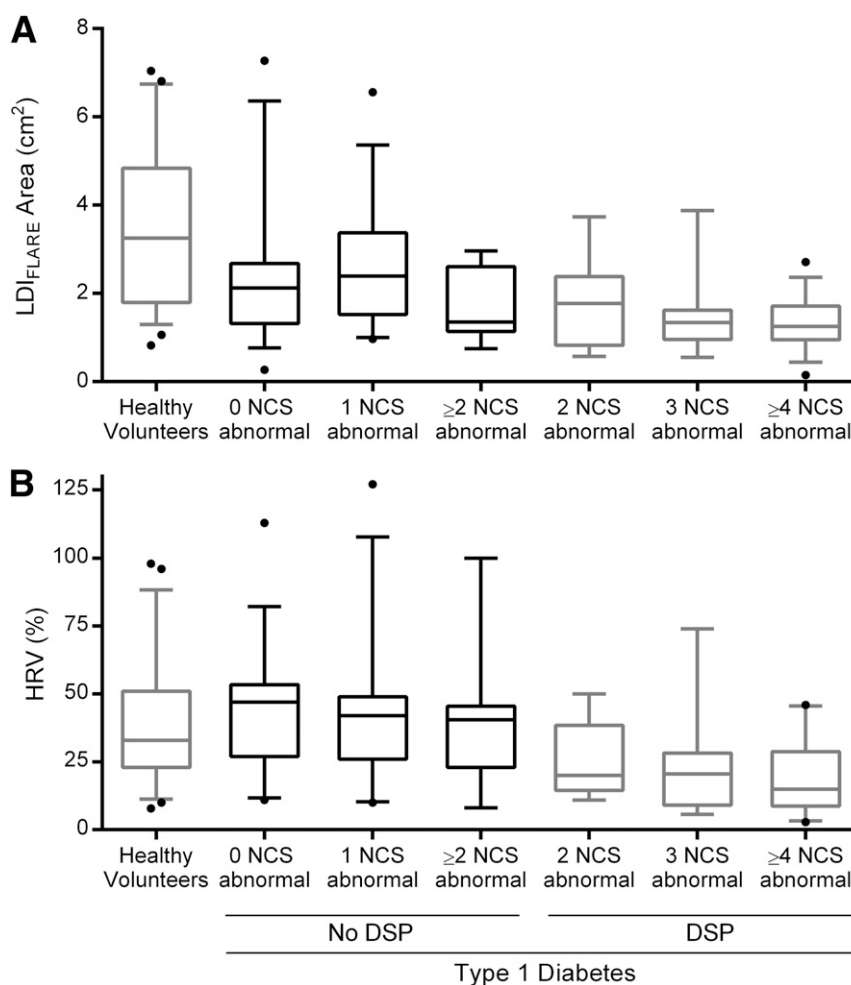 A
LDIFLARE Area (cm²)
8
6
4
2
0
Healthy Volunteers
0 NCS abnormal
1 NCS abnormal
≥2 NCS abnormal
2 NCS abnormal
3 NCS abnormal
≥4 NCS abnormal
B
HRV (%)
125
100
75
50
25
0
Healthy Volunteers
0 NCS abnormal
1 NCS abnormal
≥2 NCS abnormal
2 NCS abnormal
3 NCS abnormal
≥4 NCS abnormal
No DSP
DSP
Type 1 Diabetes